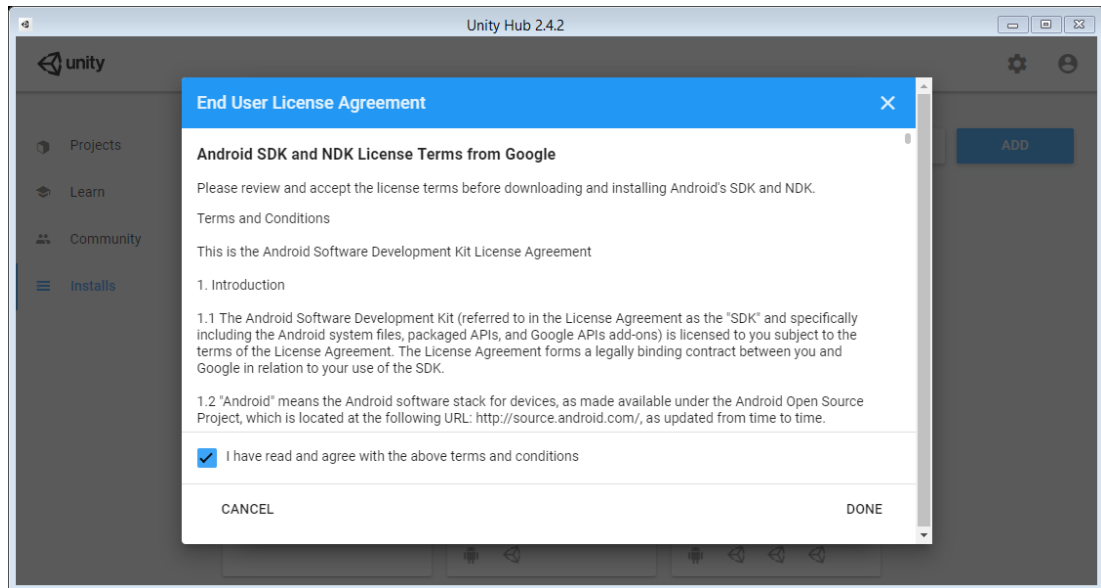 Unity Hub 2.4.2
unity
Projects
Learn
Community
Installs
ADD
End User License Agreement
Android SDK and NDK License Terms from Google
Please review and accept the license terms before downloading and installing Android's SDK and NDK.
Terms and Conditions
This is the Android Software Development Kit License Agreement
1. Introduction
1.1 The Android Software Development Kit (referred to in the License Agreement as the "SDK" and specifically
including the Android system files, packaged APIs, and Google APIs add-ons) is licensed to you subject to the
terms of the License Agreement. The License Agreement forms a legally binding contract between you and
Google in relation to your use of the SDK.
1.2 "Android" means the Android software stack for devices, as made available under the Android Open Source
Project, which is located at the following URL: http://source.android.com/, as updated from time to time.
I have read and agree with the above terms and conditions
CANCEL
DONE